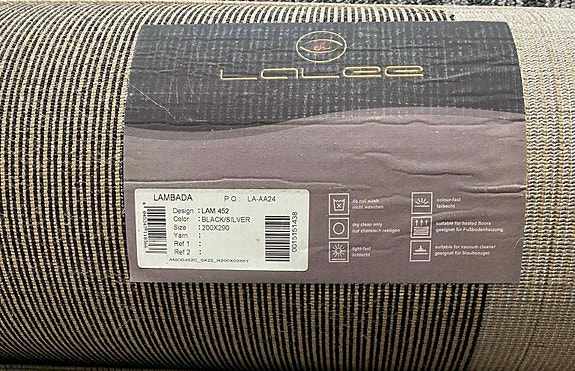 LALEE
LAMBADA P.O. LA-AA24
Design : LAM 452
Color : BLACK/SILVER
Size : 200X290
Yarn :
Ref 1 :
Ref 2 :
0015151438
do not wash
nicht waschen
dry clean only
nur chemisch reinigen
light-fast
lichtecht
colour-fast
farbecht
suitable for heated floors
geeignet für Fußbodenheizung
suitable for vacuum cleaner
geeignet für Staubsauger